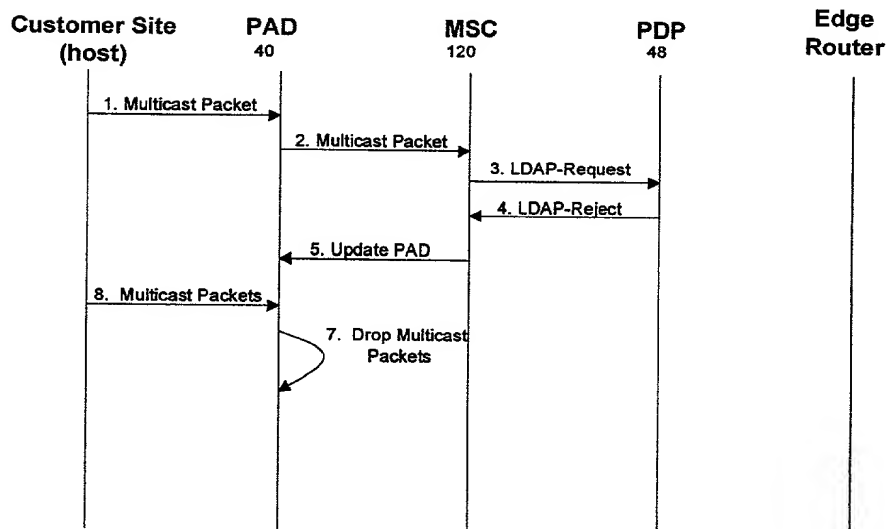 Customer Site
(host)
PAD
40
MSC
120
PDP
48
Edge
Router
1. Multicast Packet
2. Multicast Packet
3. LDAP-Request
4. LDAP-Reject
5. Update PAD
8. Multicast Packets
7. Drop Multicast
Packets